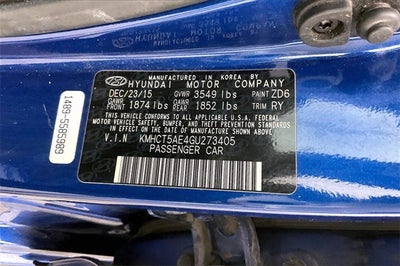 MANUFACTURED IN KOREA BY
HYUNDAI MOTOR COMPANY
DEC/23/15 GVWR 3549 lbs PAINT ZD6
GAWR FRONT 1874 lbs GAWR REAR 1852 lbs TRIM RY
THIS VEHICLE CONFORMS TO ALL APPLICABLE U.S. FEDERAL
MOTOR VEHICLE SAFETY, BUMPER, AND THEFT PREVENTION
STANDARDS IN EFFECT ON THE DATE OF MANUFACTURE SHOWN
ABOVE.
V.I.N KMHCT5AE4GU273405
PASSENGER CAR
1489-5585989